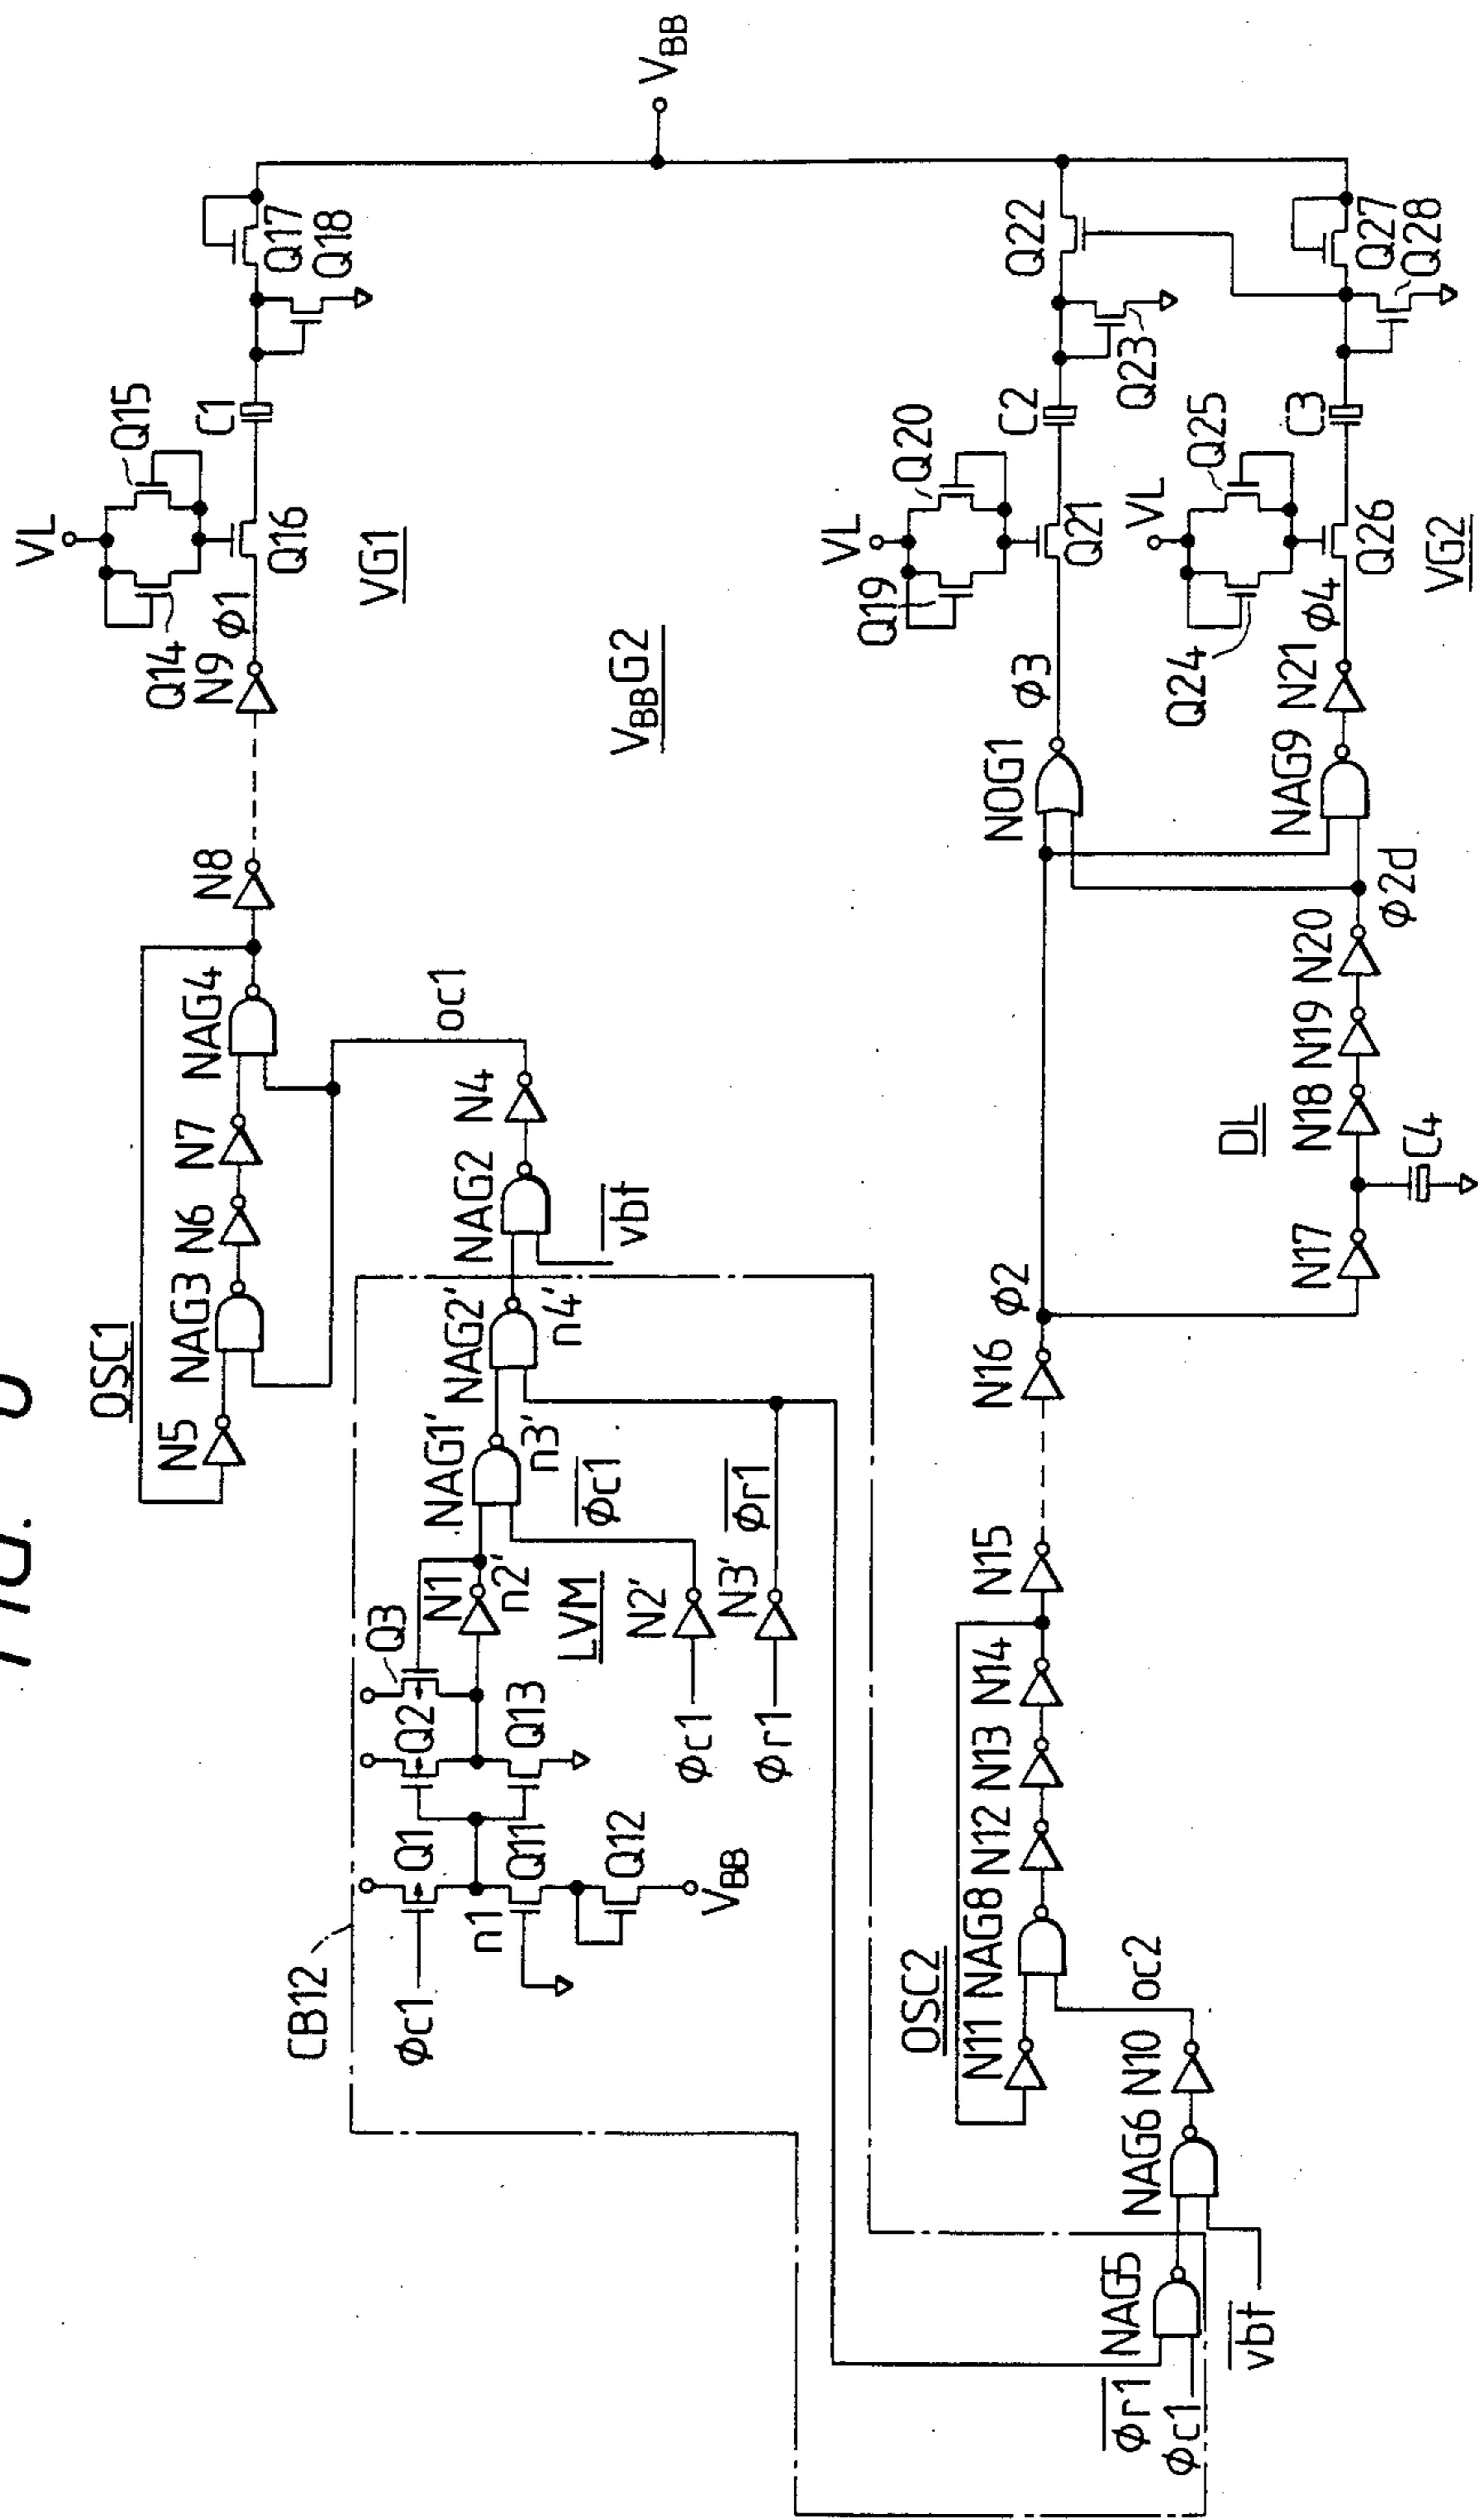 FIG. 6
VL
Q15
C1
Q17
Q18
Q14
Q16
N9
φ1
VG1
N8
VBB
OSC1
NAG4
N7
N6
NAG3
N5
oc1
N4
NAG2
vbf
NAG2'
n4'
NAG1'
n3'
φc1
φr1
N1
n2'
LVM
N2'
N3'
φc1
φr1
Q3
Q2
Q13
Q1
Q11
Q12
n1
VBB
φc1
CB12
VBBG2
VL
Q20
C2
Q22
Q23
Q19
Q21
φ3
NOG1
VL
Q25
C3
Q27
Q28
Q24
Q26
VG2
φ4
N21
NAG9
φ2d
N20
N19
N18
DL
C4
N17
φ2
N16
N15
N14
N13
N12
NAG8
N11
OSC2
oc2
N10
NAG6
NAG5
vbf
φr1
φc1